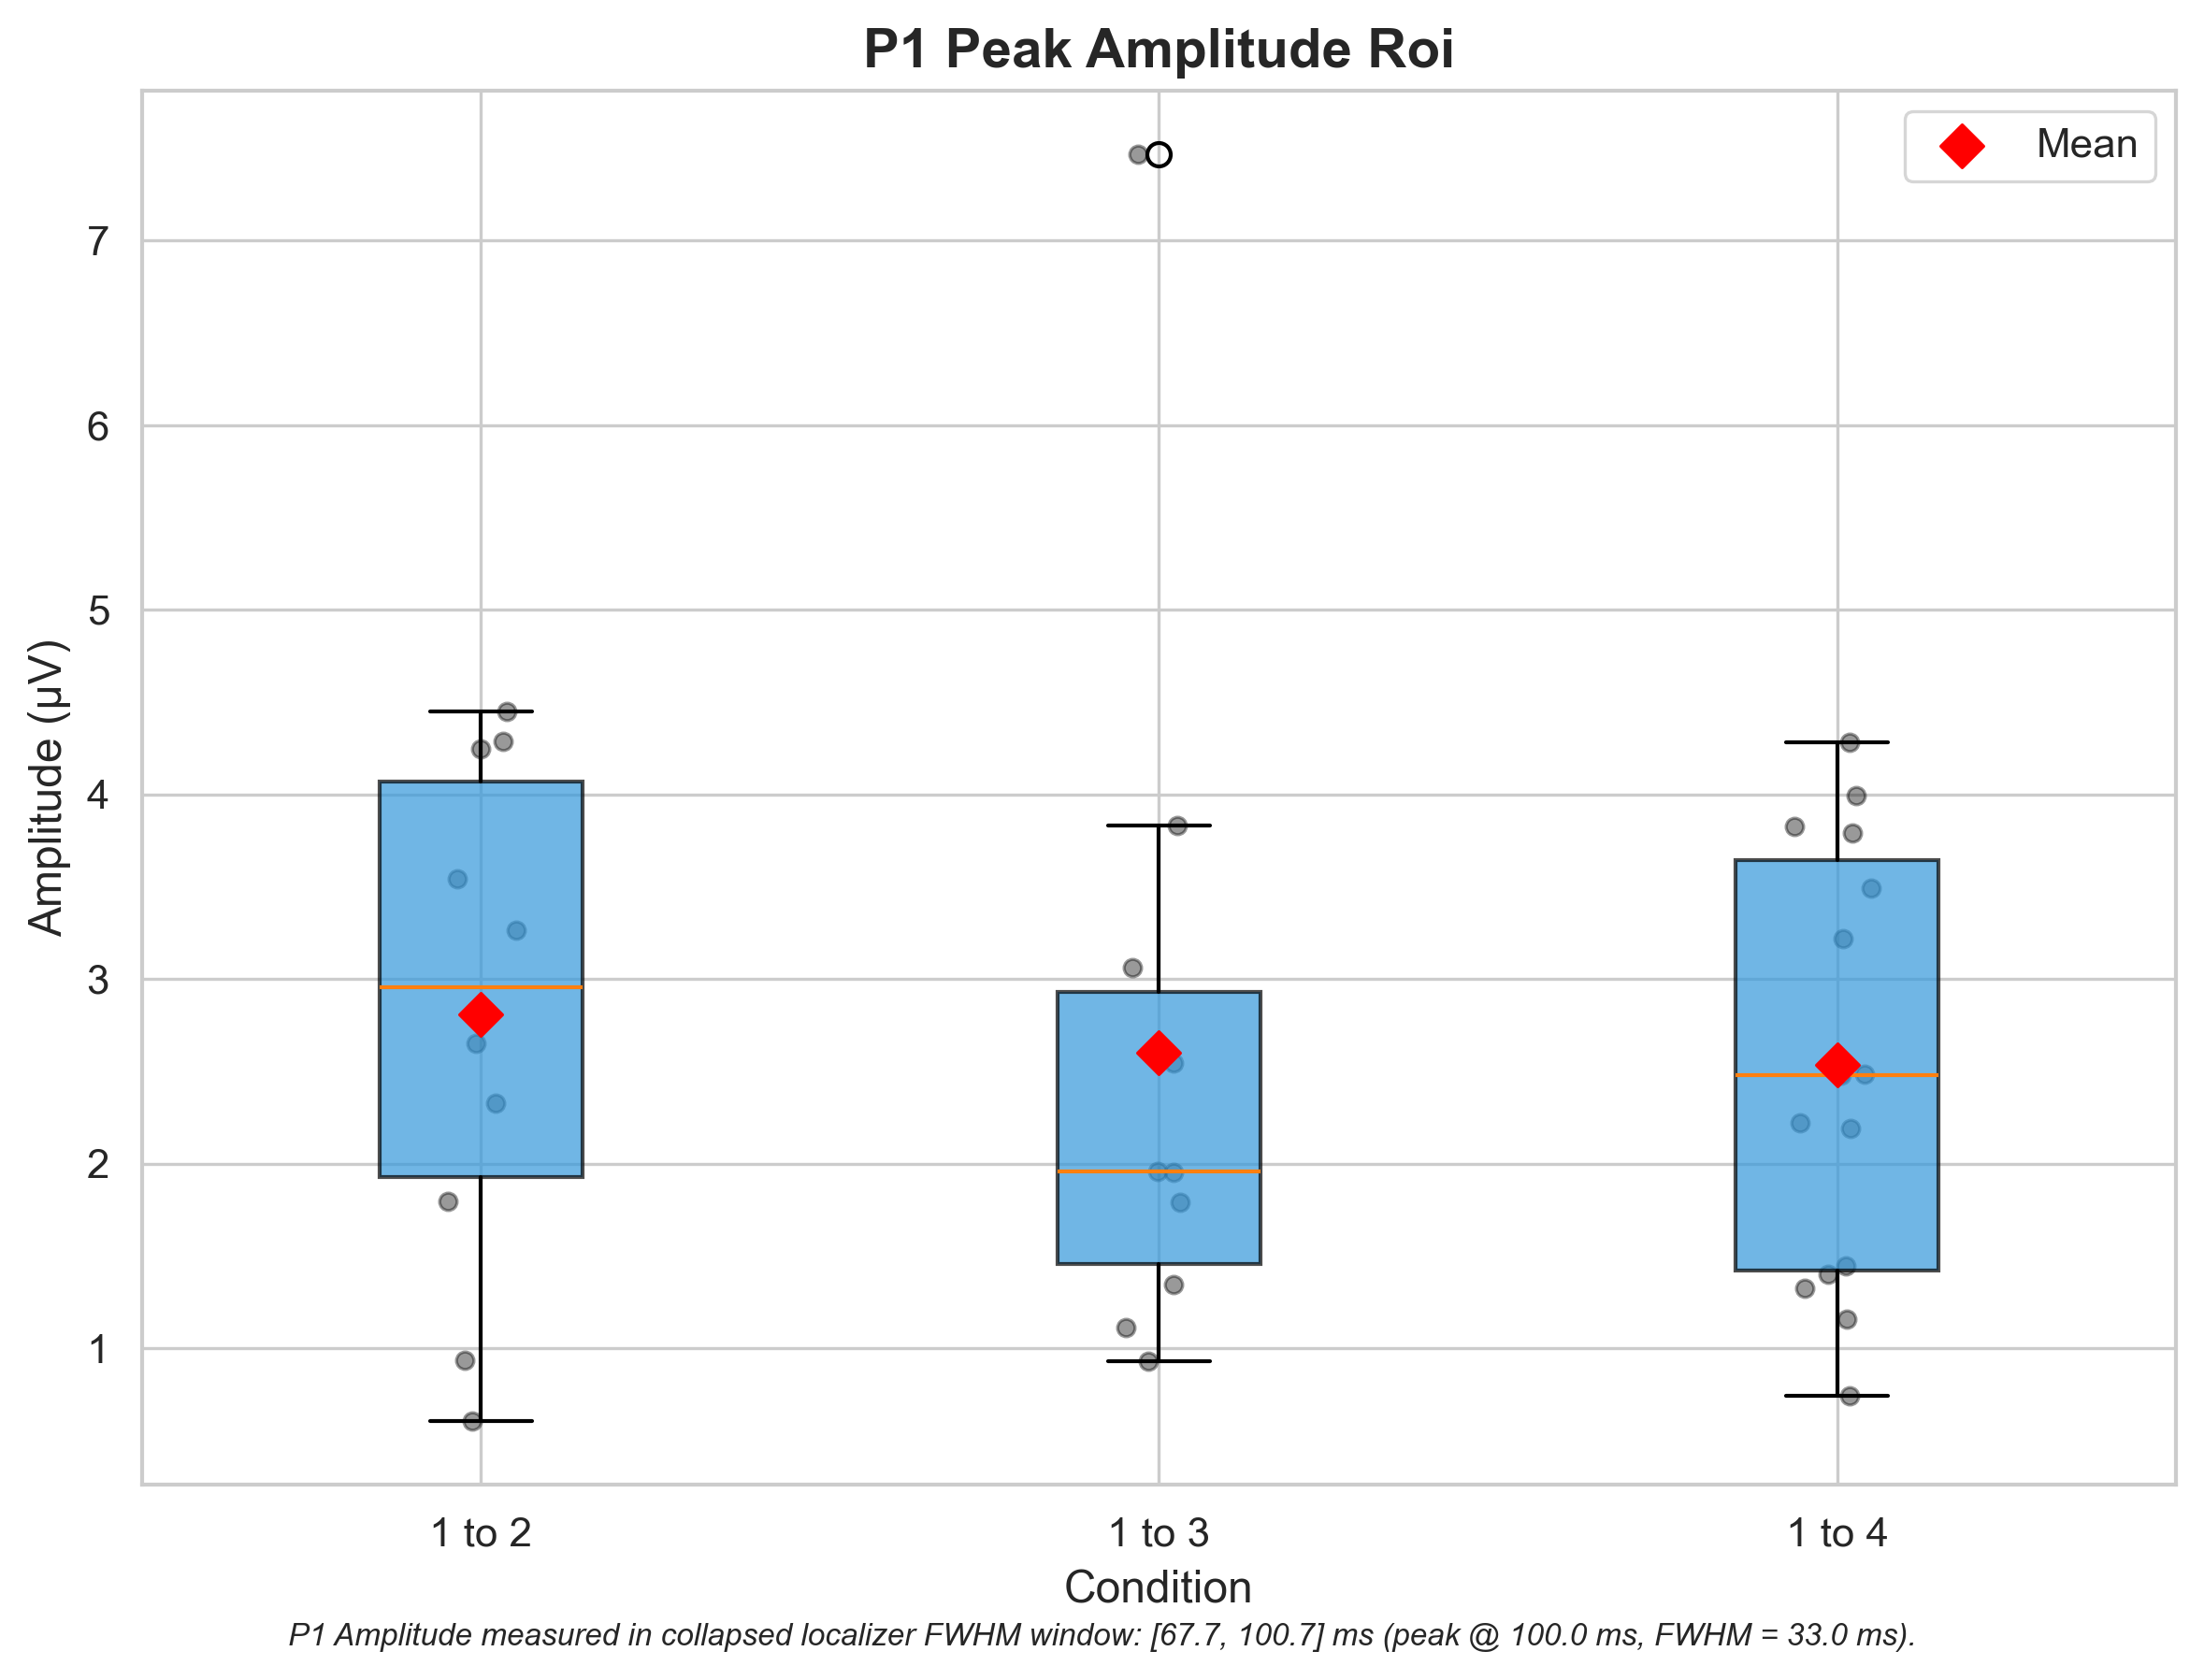 P1 Peak Amplitude Roi
Mean
Amplitude (µV)
7
6
5
4
3
2
1
1 to 2
1 to 3
1 to 4
Condition
P1 Amplitude measured in collapsed localizer FWHM window: [67.7, 100.7] ms (peak @ 100.0 ms, FWHM = 33.0 ms).